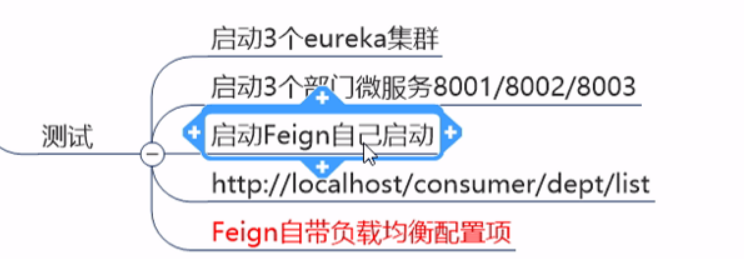 启动3个eureka集群
启动3个部门微服务8001/8002/8003
测试
启动Feign自己启动
http://localhost/consumer/dept/list
Feign自带负载均衡配置项